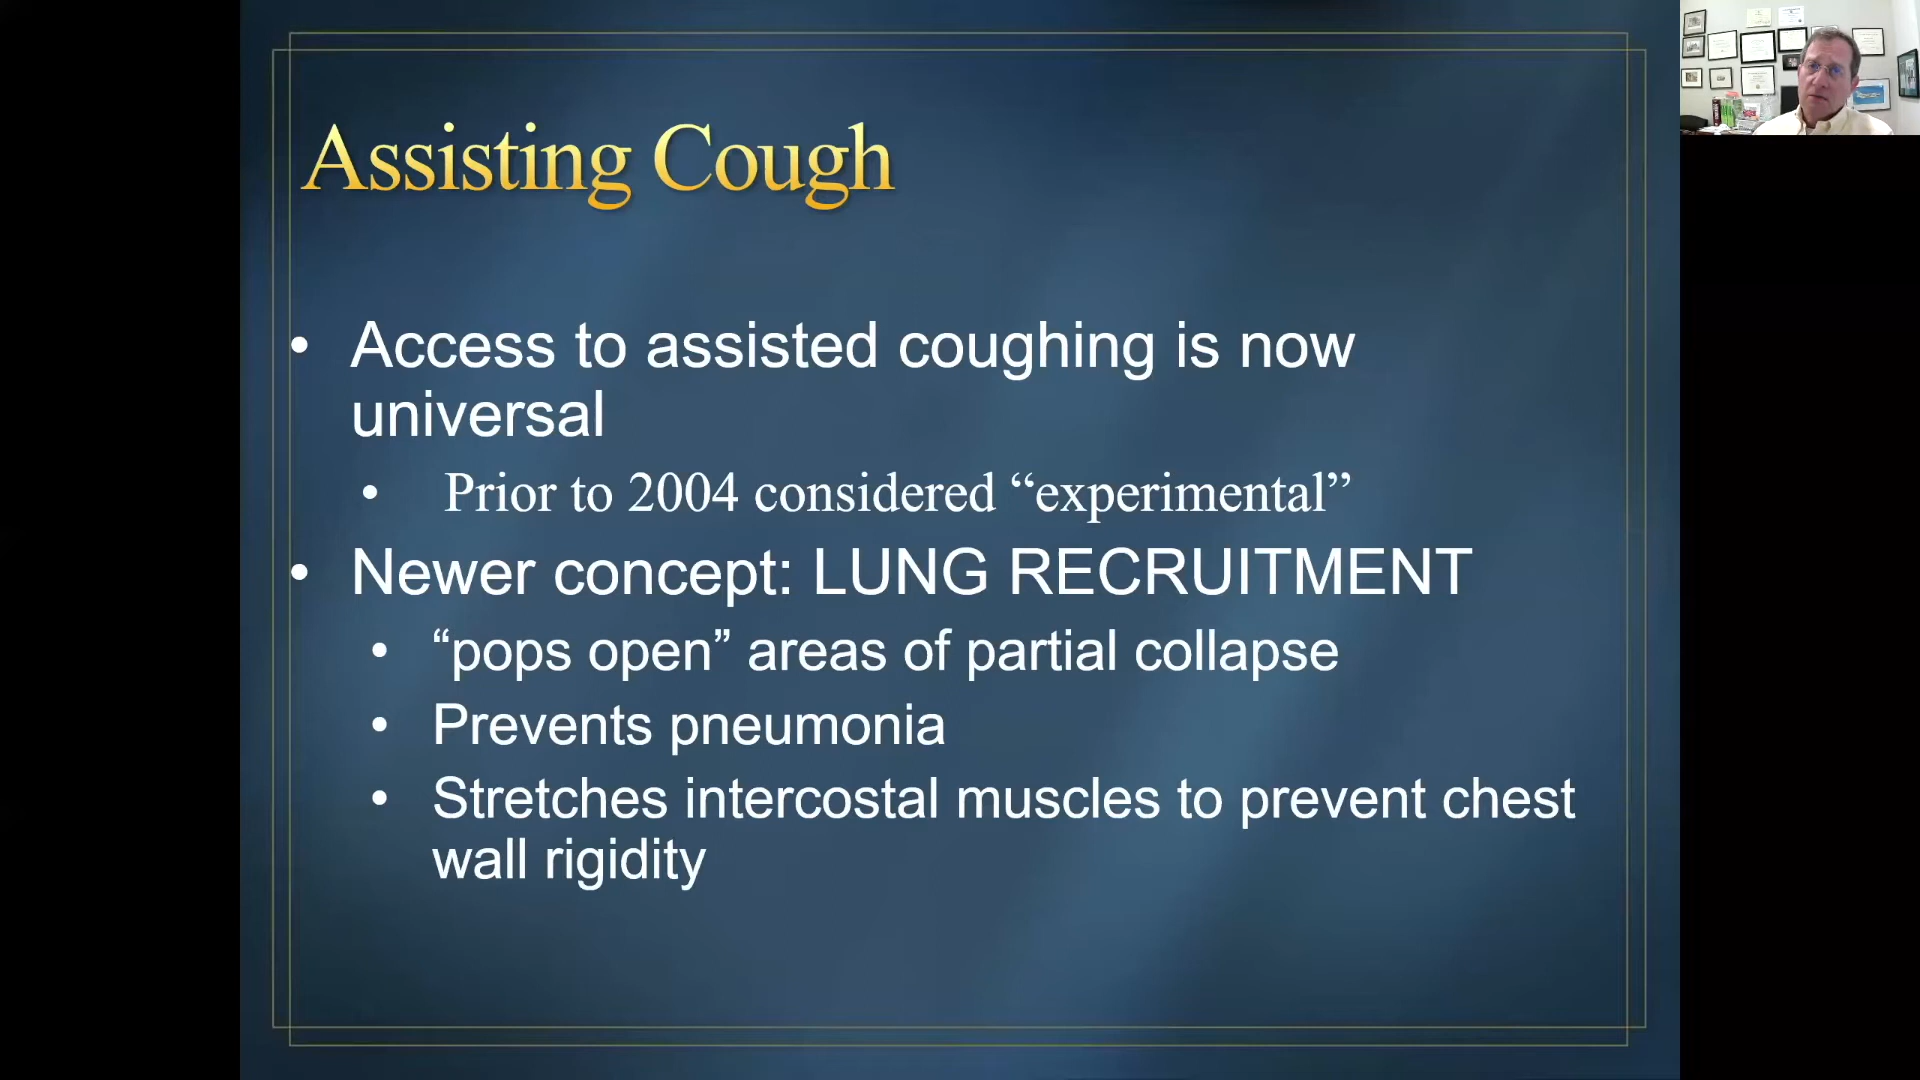 Assisting Cough
• Access to assisted coughing is now
universal
• Prior to 2004 considered “experimental”
• Newer concept: LUNG RECRUITMENT
• “pops open” areas of partial collapse
• Prevents pneumonia
• Stretches intercostal muscles to prevent chest
wall rigidity